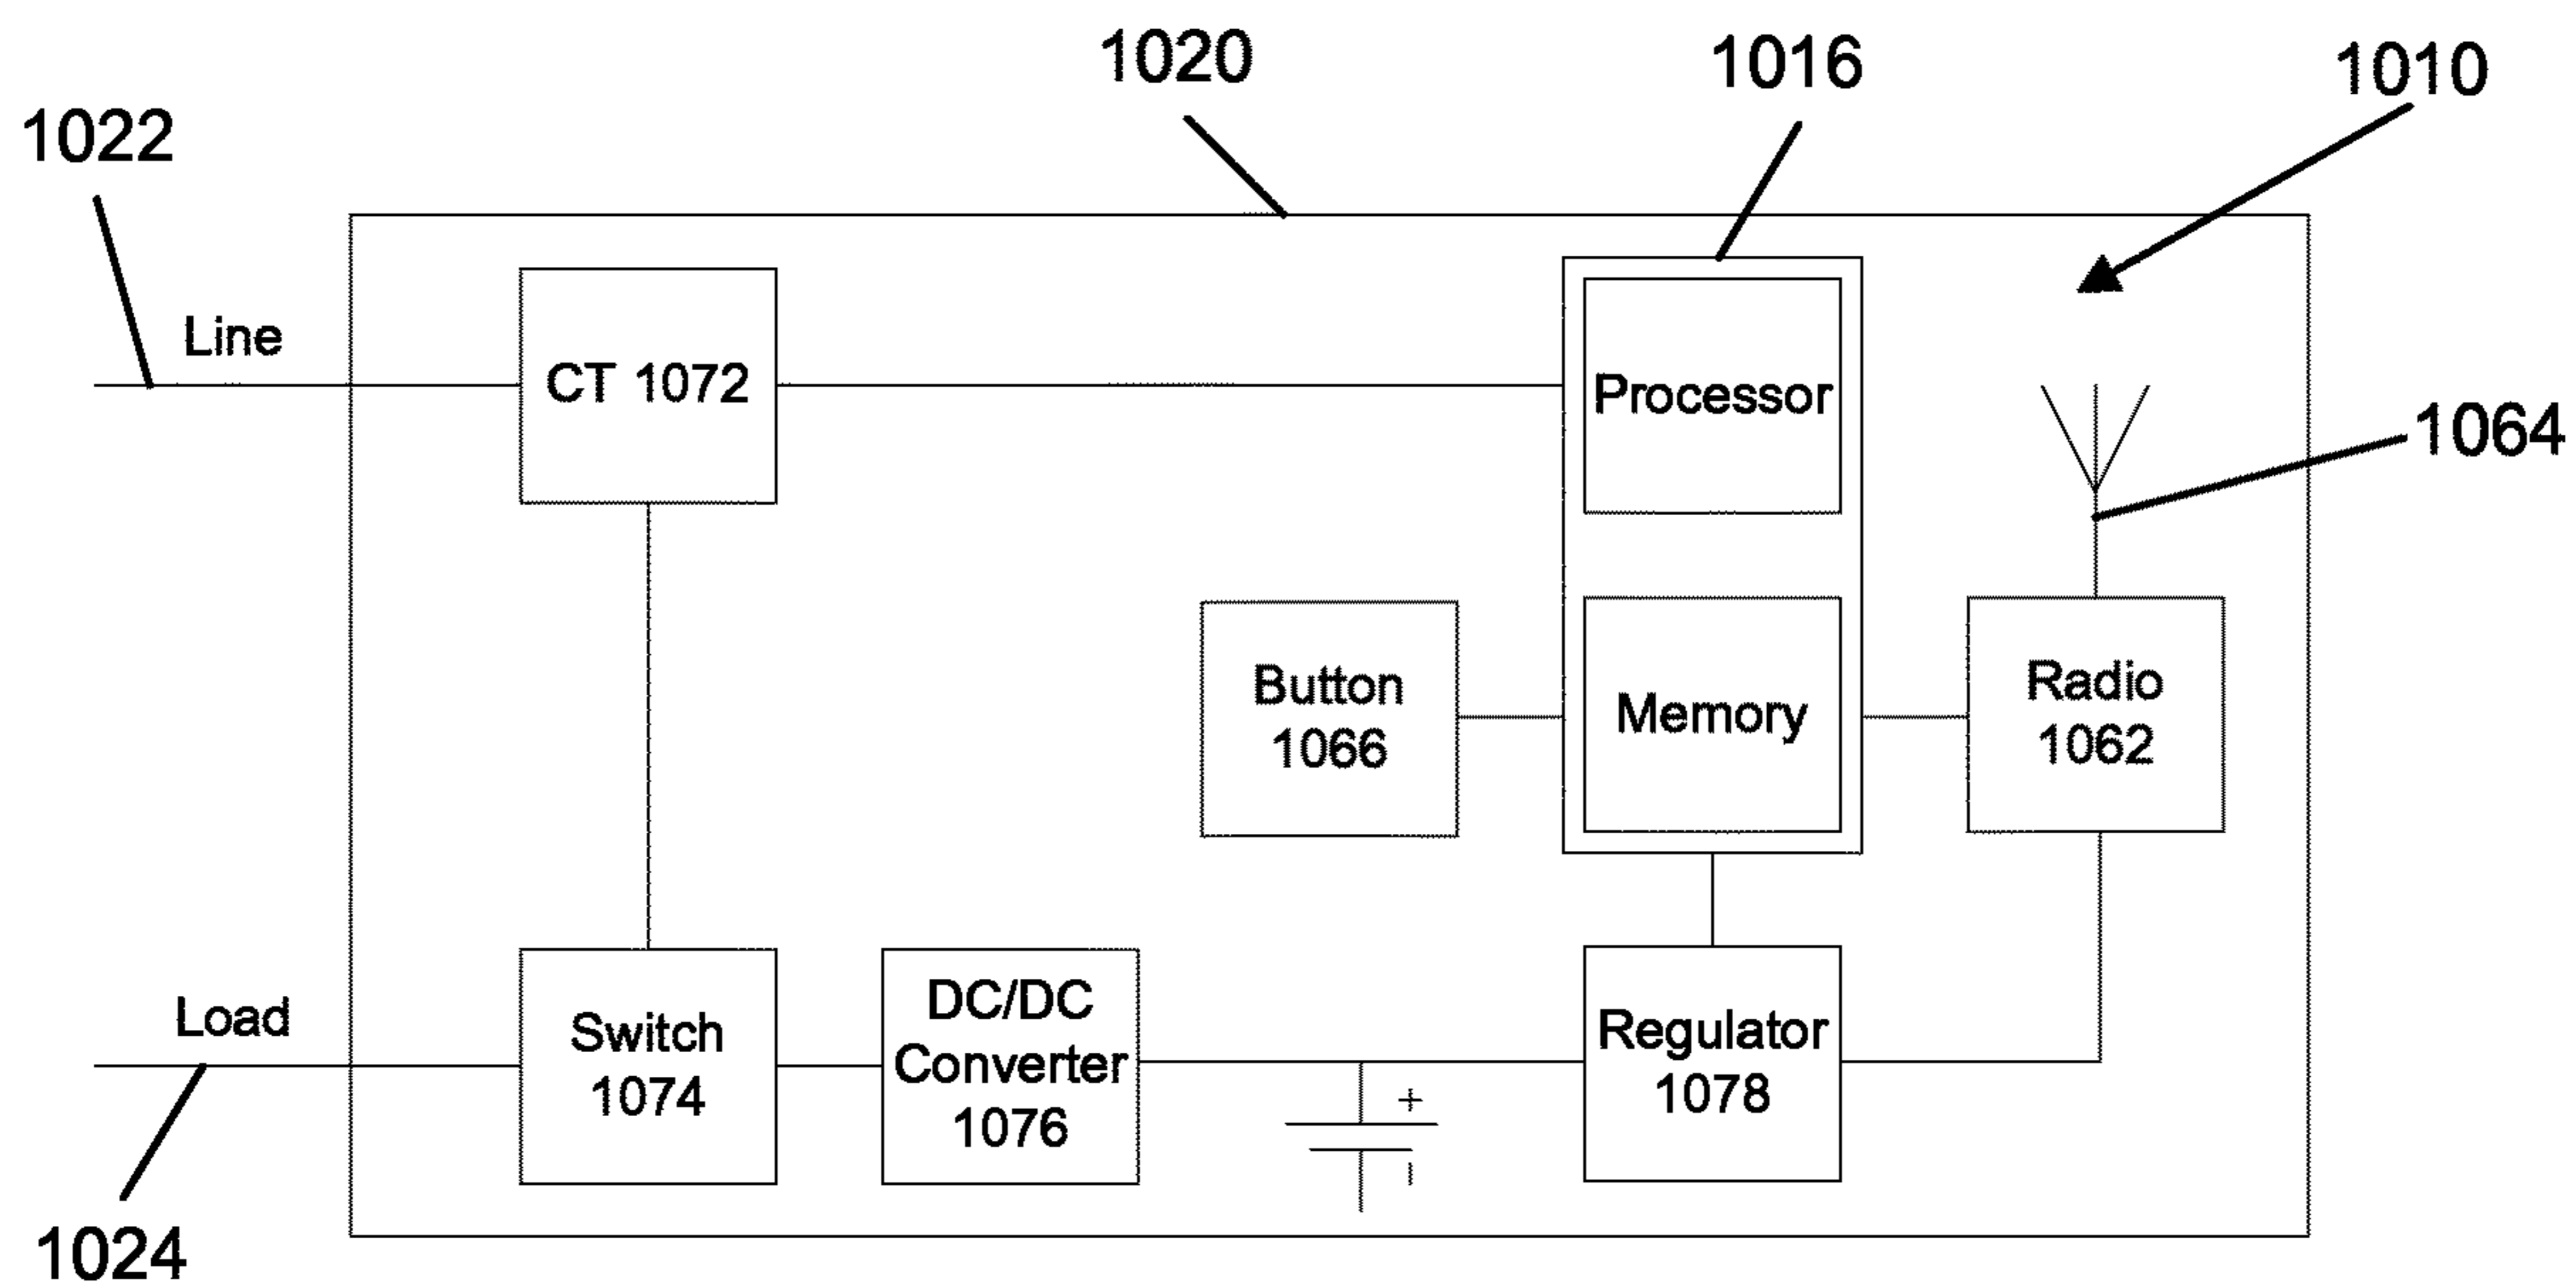 1020
1016
1010
1022
Line
CT 1072
Processor
1064
Button
1066
Memory
Radio
1062
Load
Switch
1074
DC/DC
Converter
1076
+
-
Regulator
1078
1024